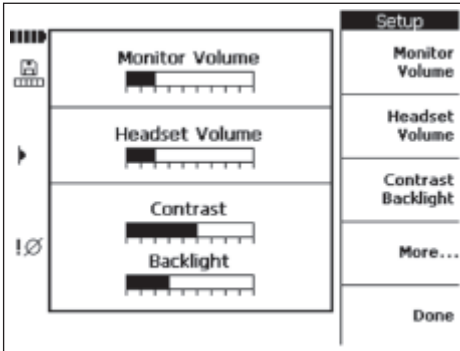 Setup
Monitor Volume
Headset Volume
Contrast
Backlight
Monitor
Volume
Headset
Volume
Contrast
Backlight
More...
Done
!Ø